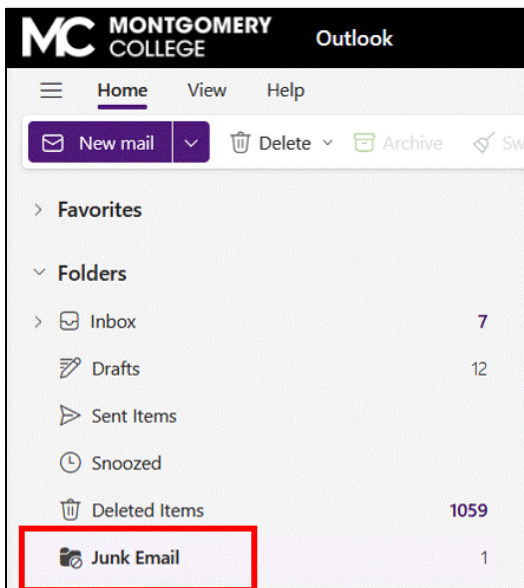 MC MONTGOMERY COLLEGE Outlook
Home View Help
New mail Delete Archive Sw
Favorites
Folders
Inbox 7
Drafts 12
Sent Items
Snoozed
Deleted Items 1059
Junk Email 1